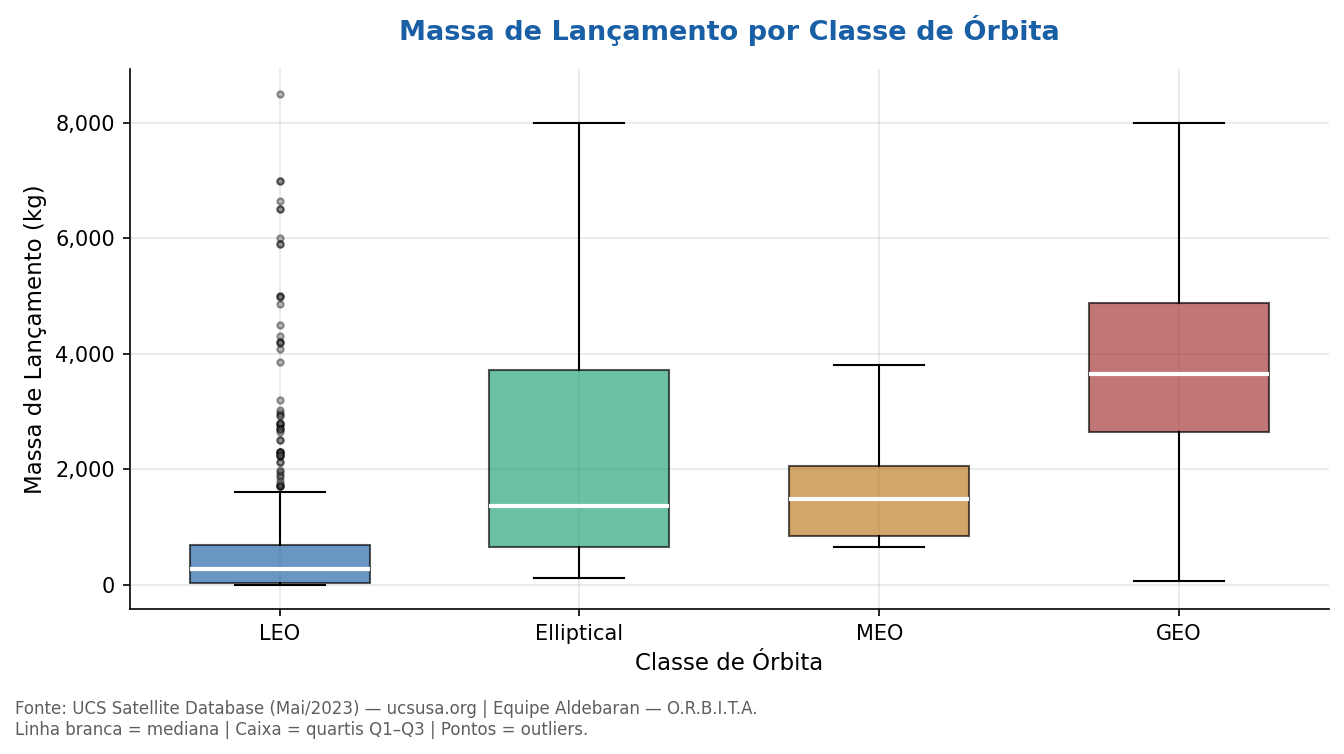 Massa de Lançamento por Classe de Órbita
Massa de Lançamento (kg)
8,000
6,000
4,000
2,000
0
LEO
Elliptical
MEO
GEO
Classe de Órbita
Fonte: UCS Satellite Database (Mai/2023) — ucsusa.org | Equipe Aldebaran — O.R.B.I.T.A.
Linha branca = mediana | Caixa = quartis Q1–Q3 | Pontos = outliers.